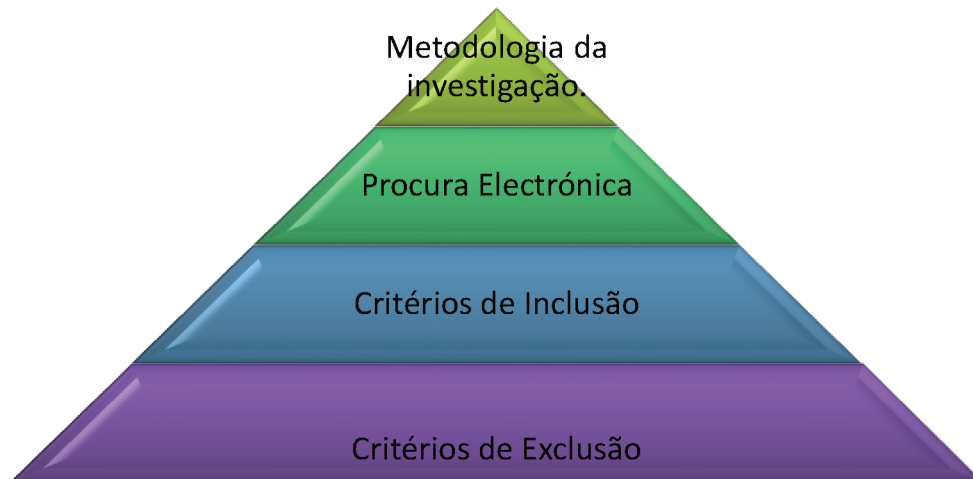 Metodologia da
investigação.
Procura Electrónica
Critérios de Inclusão
Critérios de Exclusão